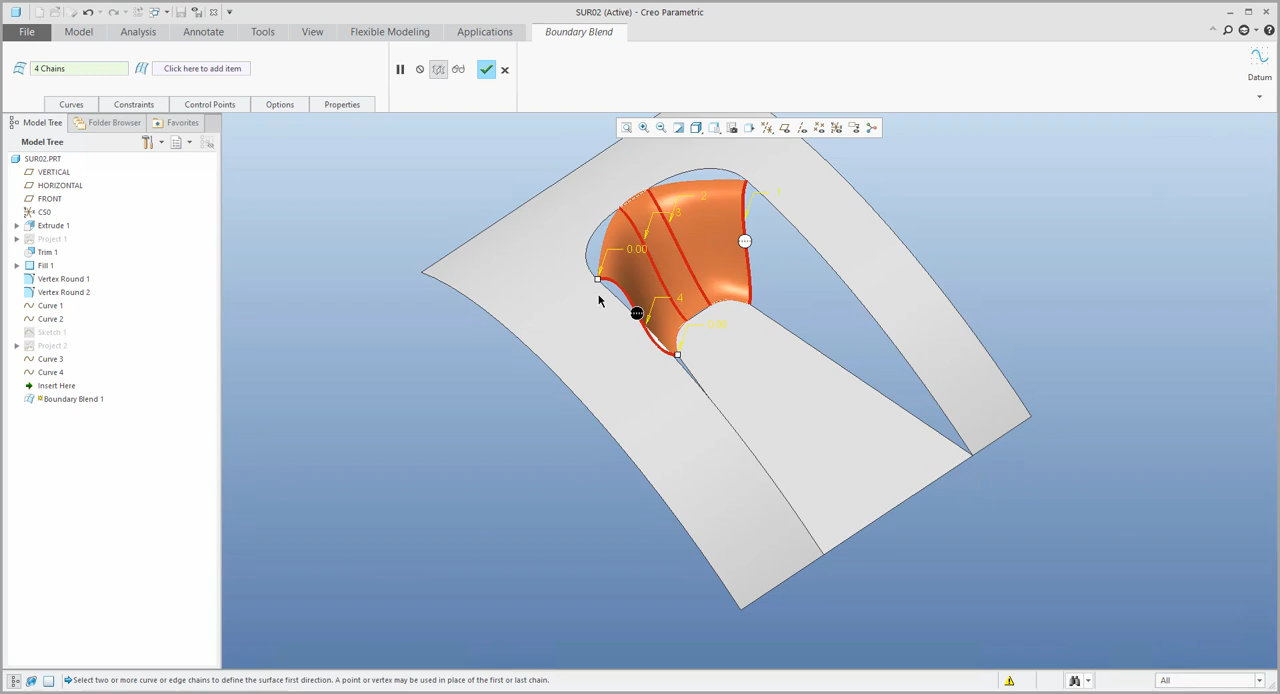 SUR02 (Active) - Creo Parametric
File Model Analysis Annotate Tools View Flexible Modeling Applications Boundary Blend
4 Chains Click here to add item
Datum
Curves Constraints Control Points Options Properties
Model Tree Folder Browser Favorites
Model Tree
SUR02.PRT
VERTICAL
HORIZONTAL
FRONT
CS0
Extrude 1
Project 1
Trim 1
Fill 1
Vertex Round 1
Vertex Round 2
Curve 1
Curve 2
Sketch 1
Project 2
Curve 3
Curve 4
Insert Here
Boundary Blend 1
1
2
3
0.00
4
0.00
Select two or more curve or edge chains to define the surface first direction. A point or vertex may be used in place of the first or last chain.
All